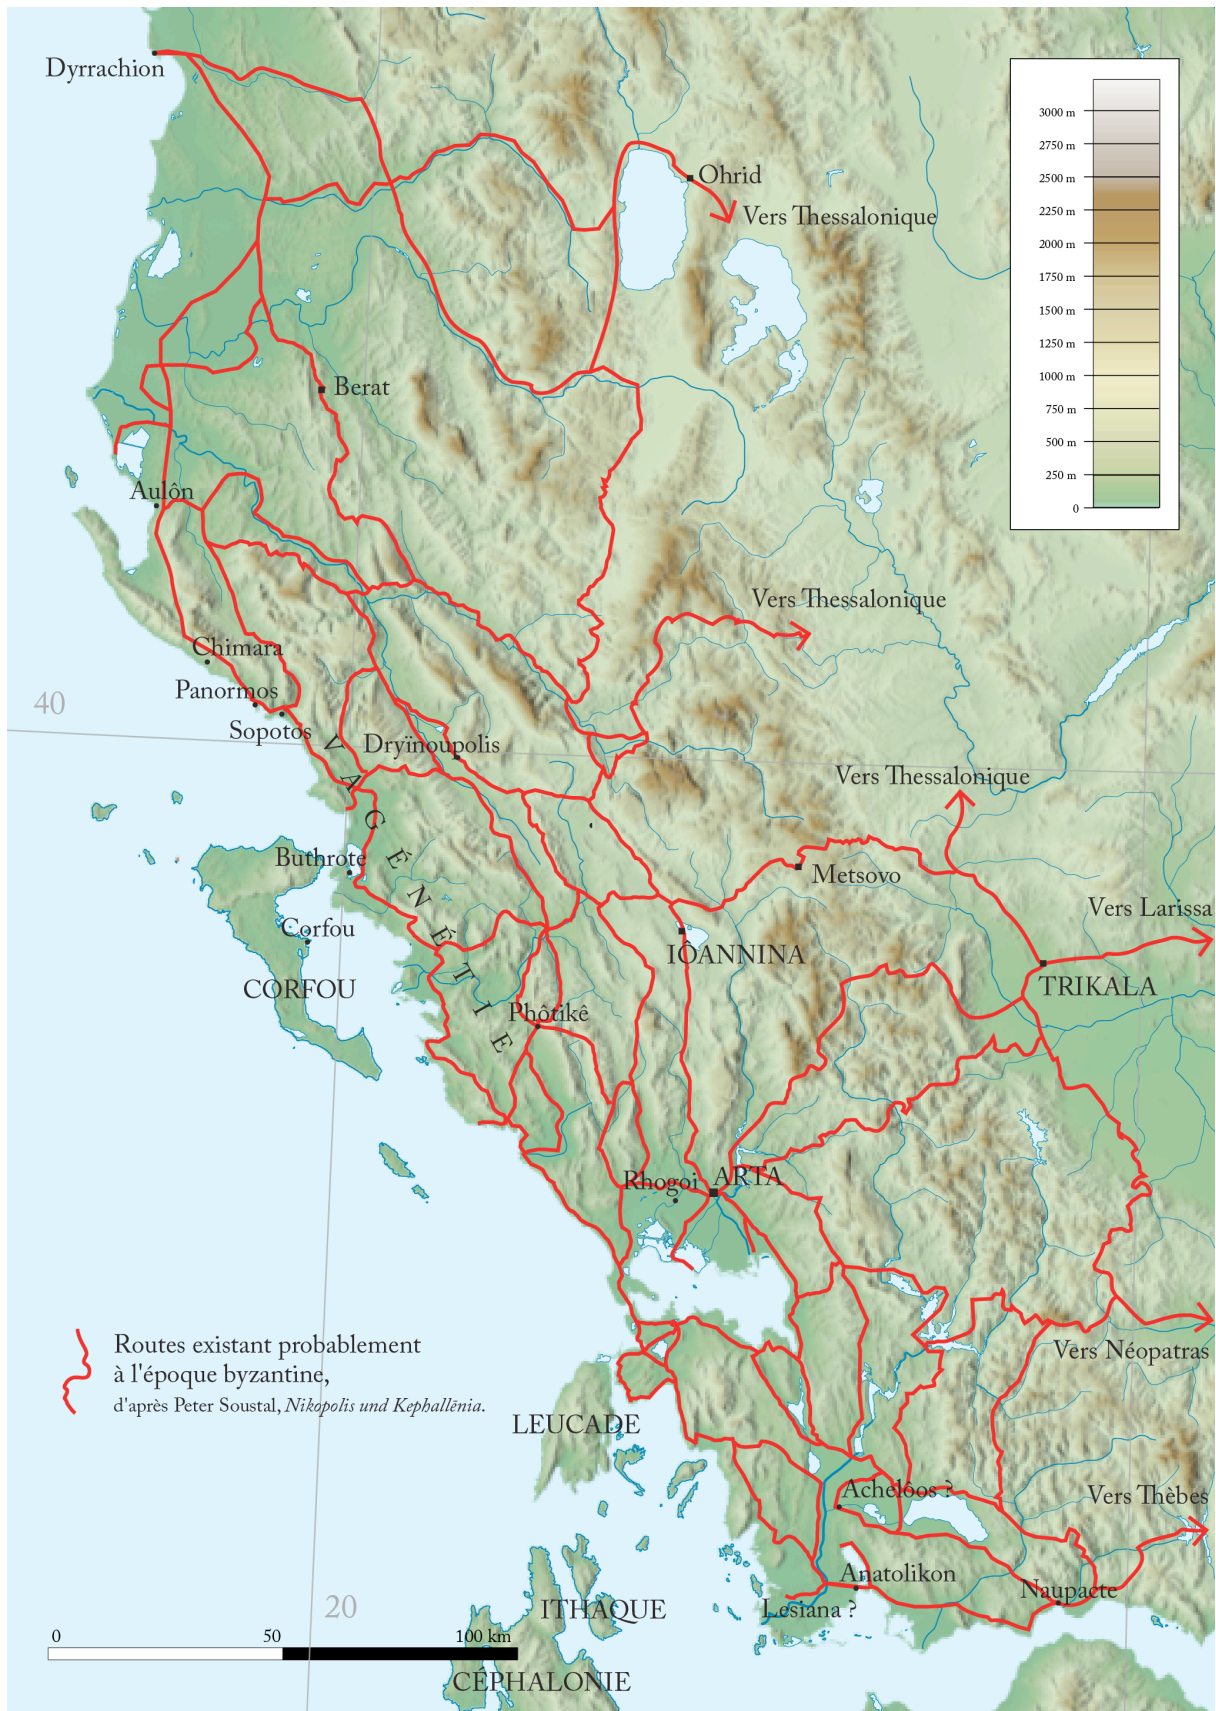 Dyrrachion
Ohrid
Vers Thessalonique
3000 m
2750 m
2500 m
2250 m
2000 m
1750 m
1500 m
1250 m
1000 m
750 m
500 m
250 m
0
Berat
Aulôn
Vers Thessalonique
Chimara
Panormos
Sopotos
40
Dryïnoupolis
VAGÉNÉTIE
Vers Thessalonique
Buthrote
Metsovo
Corfou
CORFOU
Vers Larissa
IÔANNINA
TRIKALA
Phôtikê
Rhogoi
ARTA
Routes existant probablement
à l'époque byzantine,
d'après Peter Soustal, Nikopolis und Kephallēnia.
Vers Néopatras
LEUCADE
Achelôos ?
Vers Thèbes
Anatolikon
Naupacte
Lesiana ?
20
ITHAQUE
0 50 100 km
CÉPHALONIE